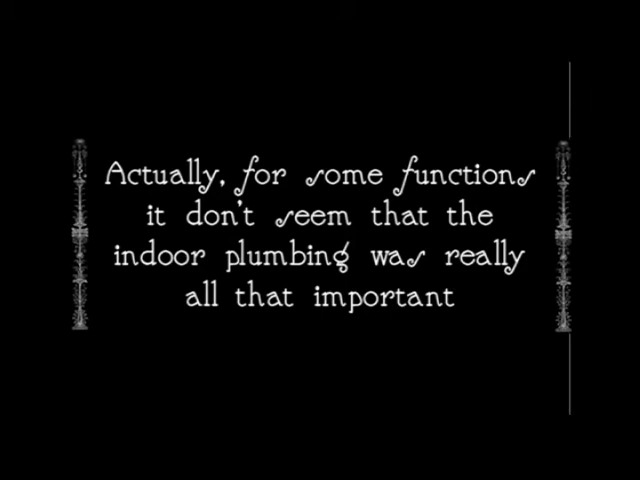 Actually, for some functions
it don't seem that the
indoor plumbing was really
all that important